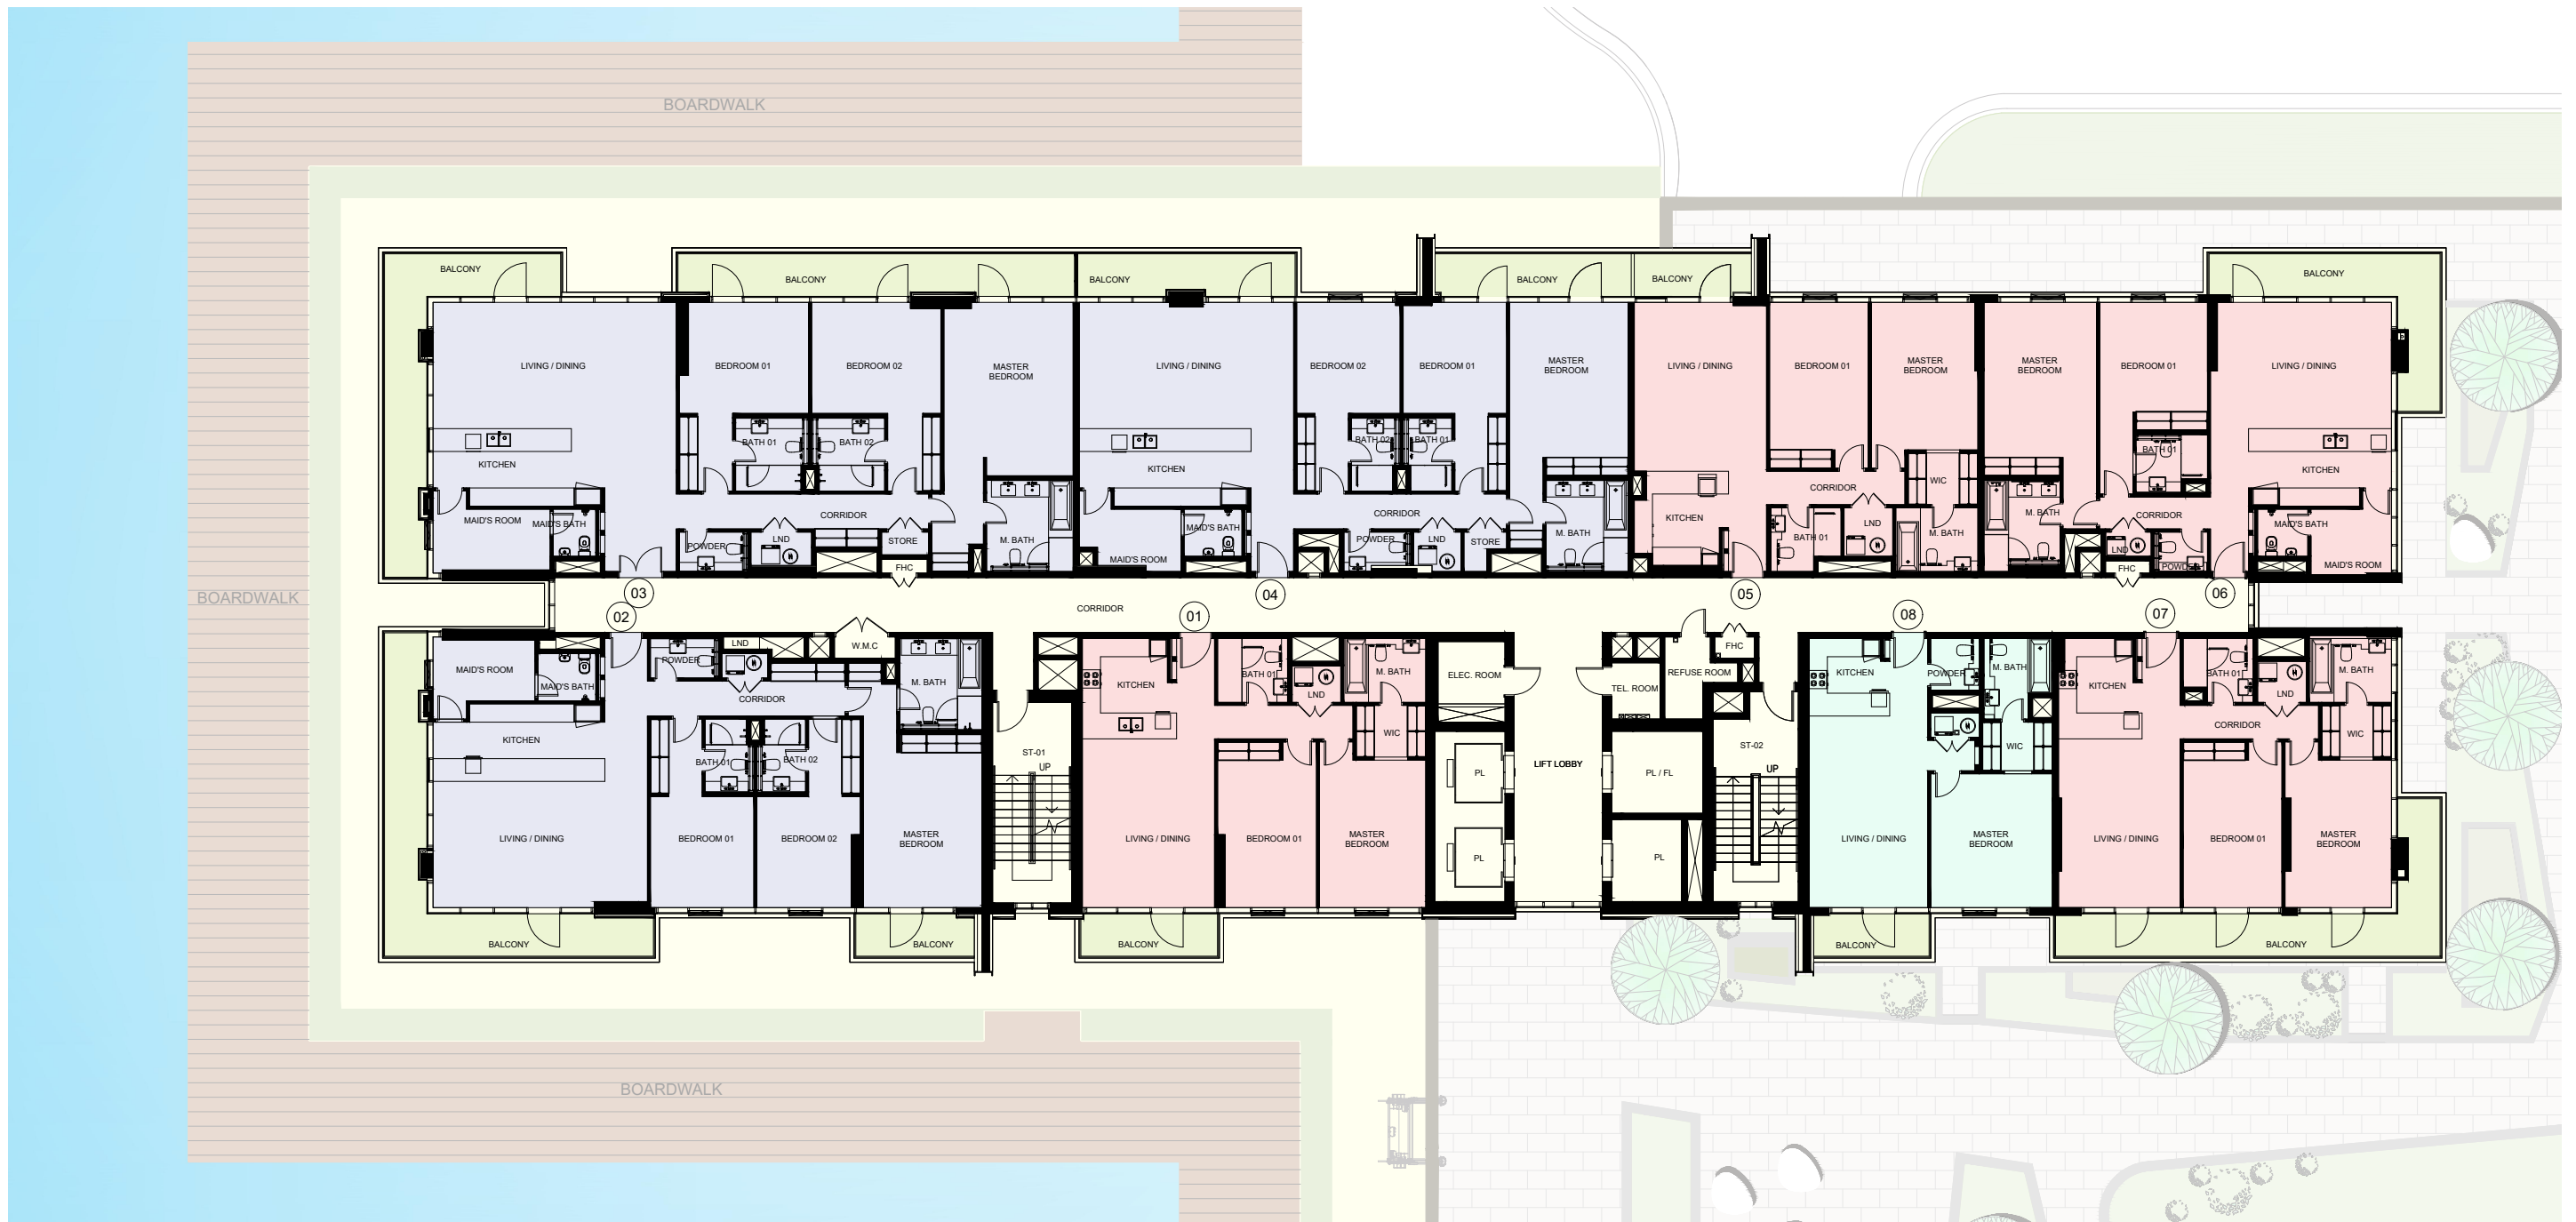 BOARDWALK
BALCONY
BALCONY
BALCONY
BALCONY
BALCONY
BALCONY
LIVING / DINING
BEDROOM 01
BEDROOM 02
MASTER
BEDROOM
LIVING / DINING
BEDROOM 02
BEDROOM 01
MASTER
BEDROOM
LIVING / DINING
BEDROOM 01
MASTER
BEDROOM
MASTER
BEDROOM
BEDROOM 01
LIVING / DINING
BATH 01
BATH 02
BATH 02
BATH 01
BATH 01
KITCHEN
KITCHEN
KITCHEN
WIC
CORRIDOR
MAID'S ROOM
MAID'S BATH
CORRIDOR
MAID'S BATH
CORRIDOR
KITCHEN
LND
M. BATH
CORRIDOR
MAID'S BATH
POWDER
LND
STORE
M. BATH
MAID'S ROOM
POWDER
LND
STORE
M. BATH
BATH 01
M. BATH
LND
POWDER
MAID'S ROOM
FHC
FHC
BOARDWALK
03
02
CORRIDOR
01
04
05
08
07
06
MAID'S ROOM
MAID'S BATH
POWDER
LND
W.M.C
CORRIDOR
M. BATH
KITCHEN
BATH 01
LND
M. BATH
ELEC. ROOM
TEL. ROOM
REFUSE ROOM
FHC
KITCHEN
POWDER
M. BATH
KITCHEN
BATH 01
LND
M. BATH
KITCHEN
BATH 01
BATH 02
ST-01
UP
WIC
PL
LIFT LOBBY
PL / FL
ST-02
UP
WIC
CORRIDOR
WIC
LIVING / DINING
BEDROOM 01
BEDROOM 02
MASTER
BEDROOM
LIVING / DINING
BEDROOM 01
MASTER
BEDROOM
PL
PL
LIVING / DINING
MASTER
BEDROOM
LIVING / DINING
BEDROOM 01
MASTER
BEDROOM
BALCONY
BALCONY
BALCONY
BALCONY
BALCONY
BOARDWALK